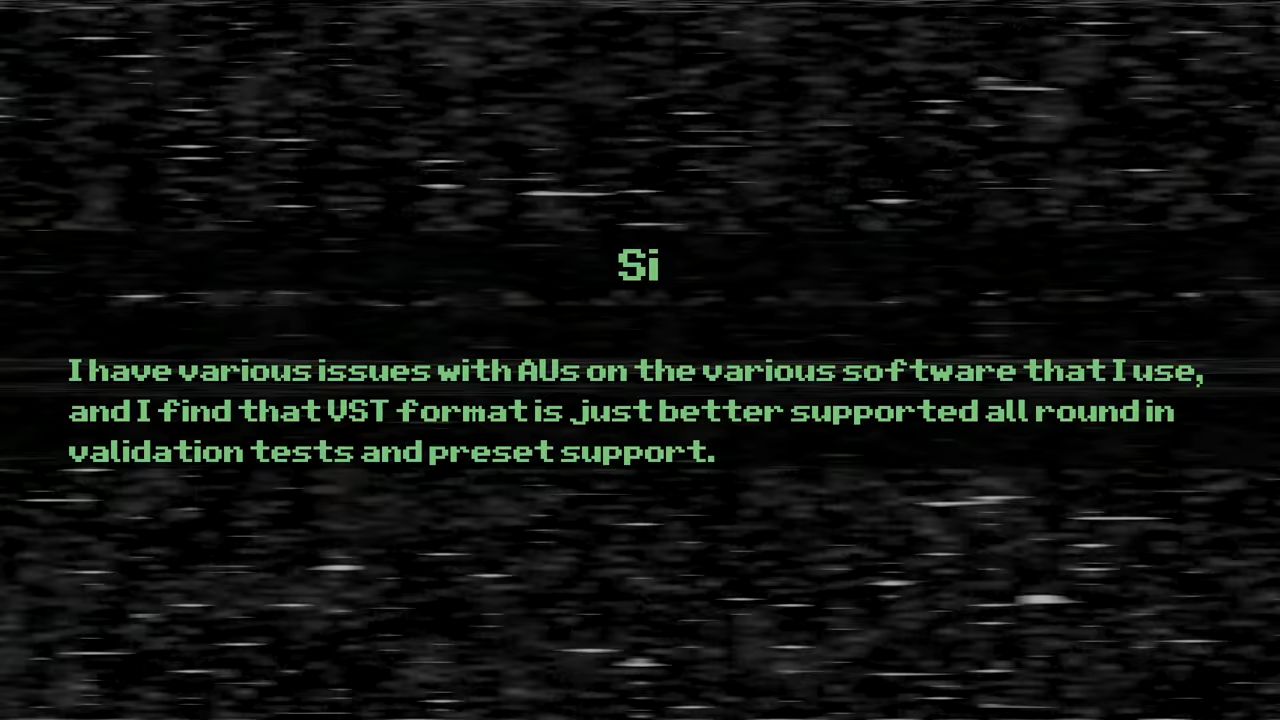 Si
I have various issues with AUs on the various software that I use,
and I find that VST format is just better supported all round in
validation tests and preset support.